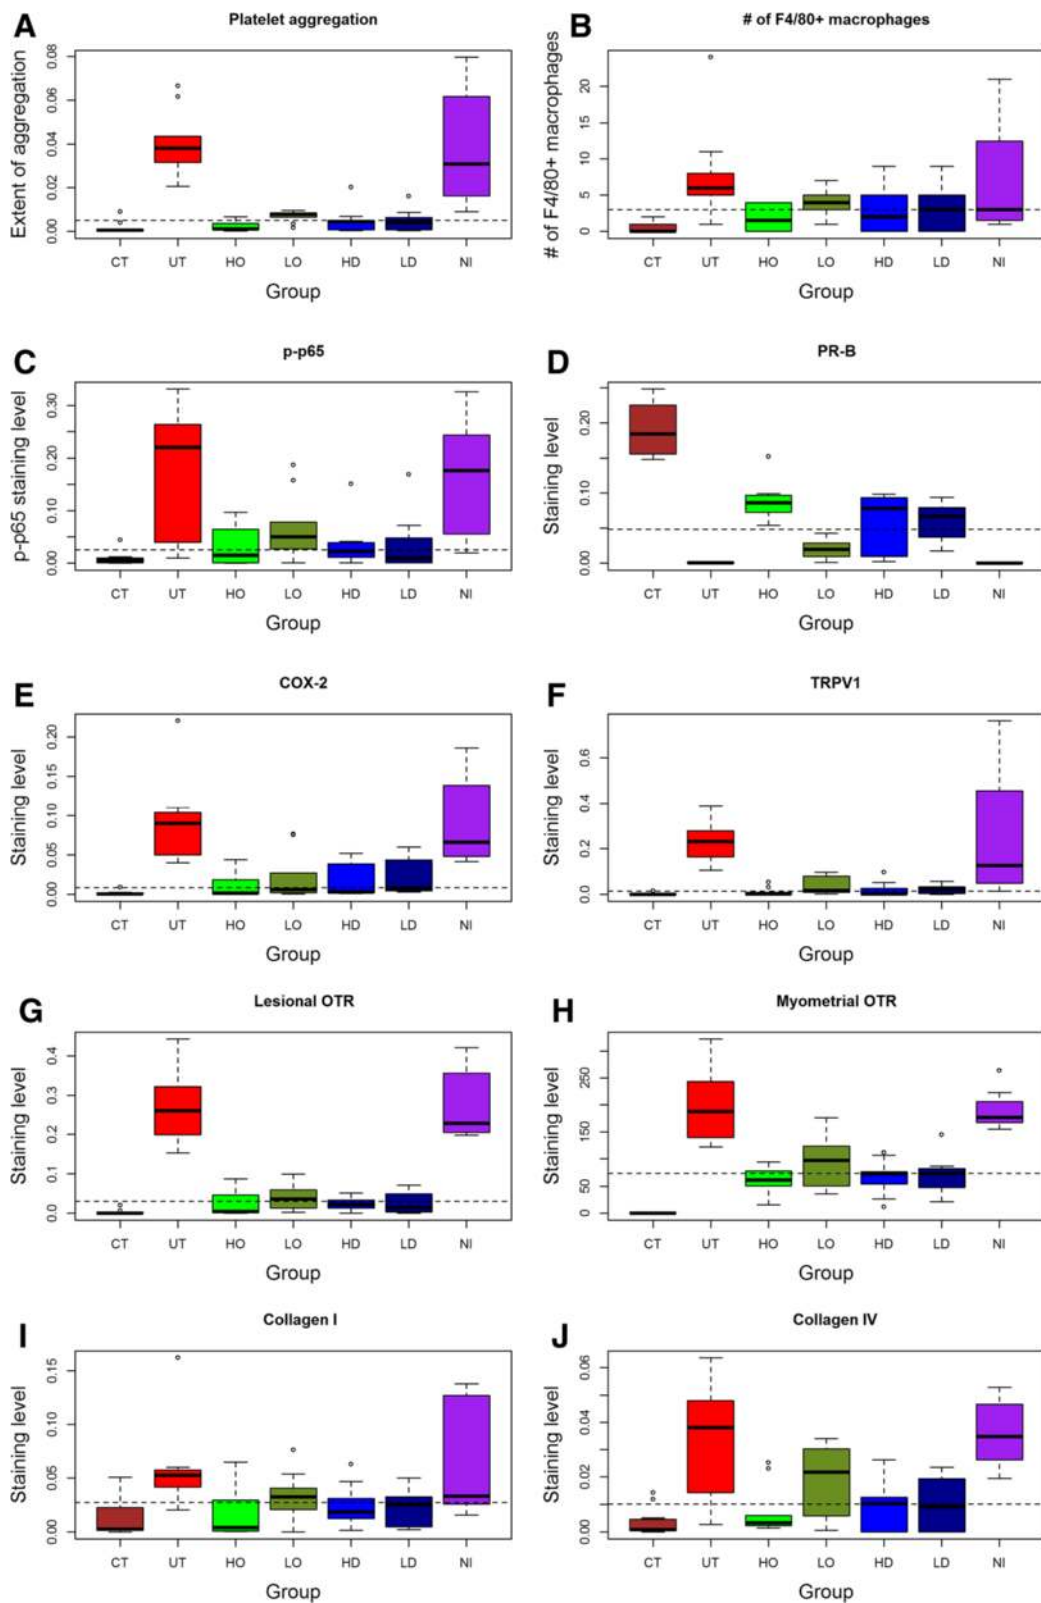 A
Platelet aggregation
Extent of aggregation
0.00 0.02 0.04 0.06 0.08
CT UT HO LO HD LD NI
Group
B
# of F4/80+ macrophages
# of F4/80+ macrophages
0 5 10 15 20
CT UT HO LO HD LD NI
Group
C
p-p65
p-p65 staining level
0.00 0.10 0.20 0.30
CT UT HO LO HD LD NI
Group
D
PR-B
Staining level
0.00 0.10 0.20
CT UT HO LO HD LD NI
Group
E
COX-2
Staining level
0.00 0.05 0.10 0.15 0.20
CT UT HO LO HD LD NI
Group
F
TRPV1
Staining level
0.0 0.2 0.4 0.6
CT UT HO LO HD LD NI
Group
G
Lesional OTR
Staining level
0.0 0.1 0.2 0.3 0.4
CT UT HO LO HD LD NI
Group
H
Myometrial OTR
Staining level
0 50 150 250
CT UT HO LO HD LD NI
Group
I
Collagen I
Staining level
0.00 0.05 0.10 0.15
CT UT HO LO HD LD NI
Group
J
Collagen IV
Staining level
0.00 0.02 0.04 0.06
CT UT HO LO HD LD NI
Group